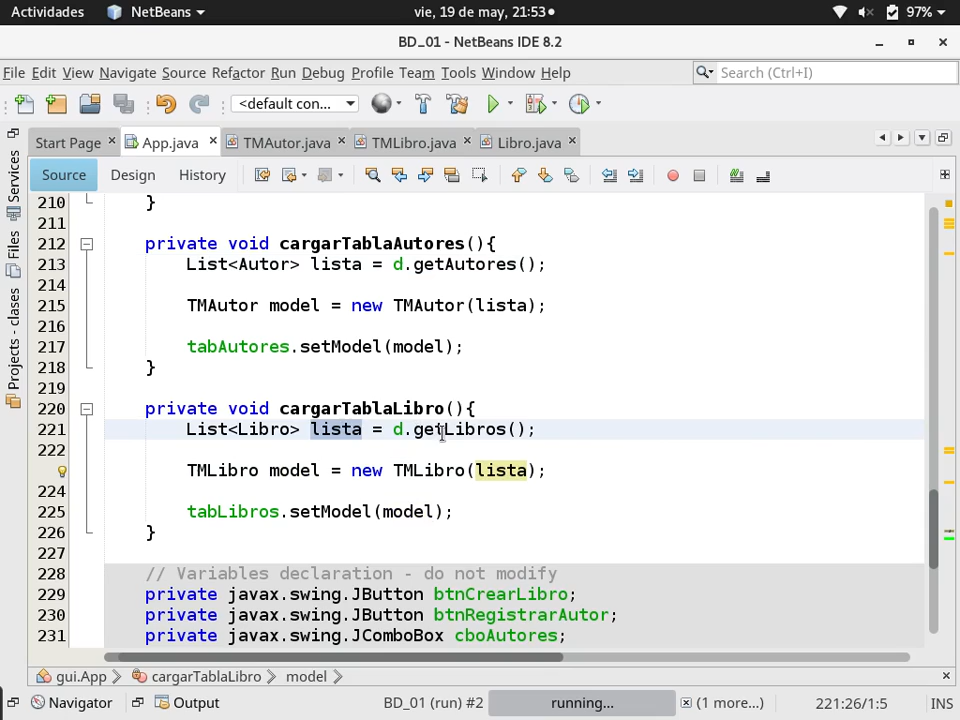 Actividades NetBeans vie, 19 de may, 21:53 97%
BD_01 - NetBeans IDE 8.2
File Edit View Navigate Source Refactor Run Debug Profile Team Tools Window Help Search (Ctrl+I)
<default con...
Start Page App.java TMAutor.java TMLibro.java Libro.java
Source Design History
Services
Files
Projects - clases
210 }
211
212 private void cargarTablaAutores(){
213 List<Autor> lista = d.getAutores();
214
215 TMAutor model = new TMAutor(lista);
216
217 tabAutores.setModel(model);
218 }
219
220 private void cargarTablaLibro(){
221 List<Libro> lista = d.getLibros();
222
TMLibro model = new TMLibro(lista);
224
225 tabLibros.setModel(model);
226 }
227
228 // Variables declaration - do not modify
229 private javax.swing.JButton btnCrearLibro;
230 private javax.swing.JButton btnRegistrarAutor;
231 private javax.swing.JComboBox cboAutores;
gui.App cargarTablaLibro model
Navigator Output BD_01 (run) #2 running... (1 more...) 221:26/1:5 INS